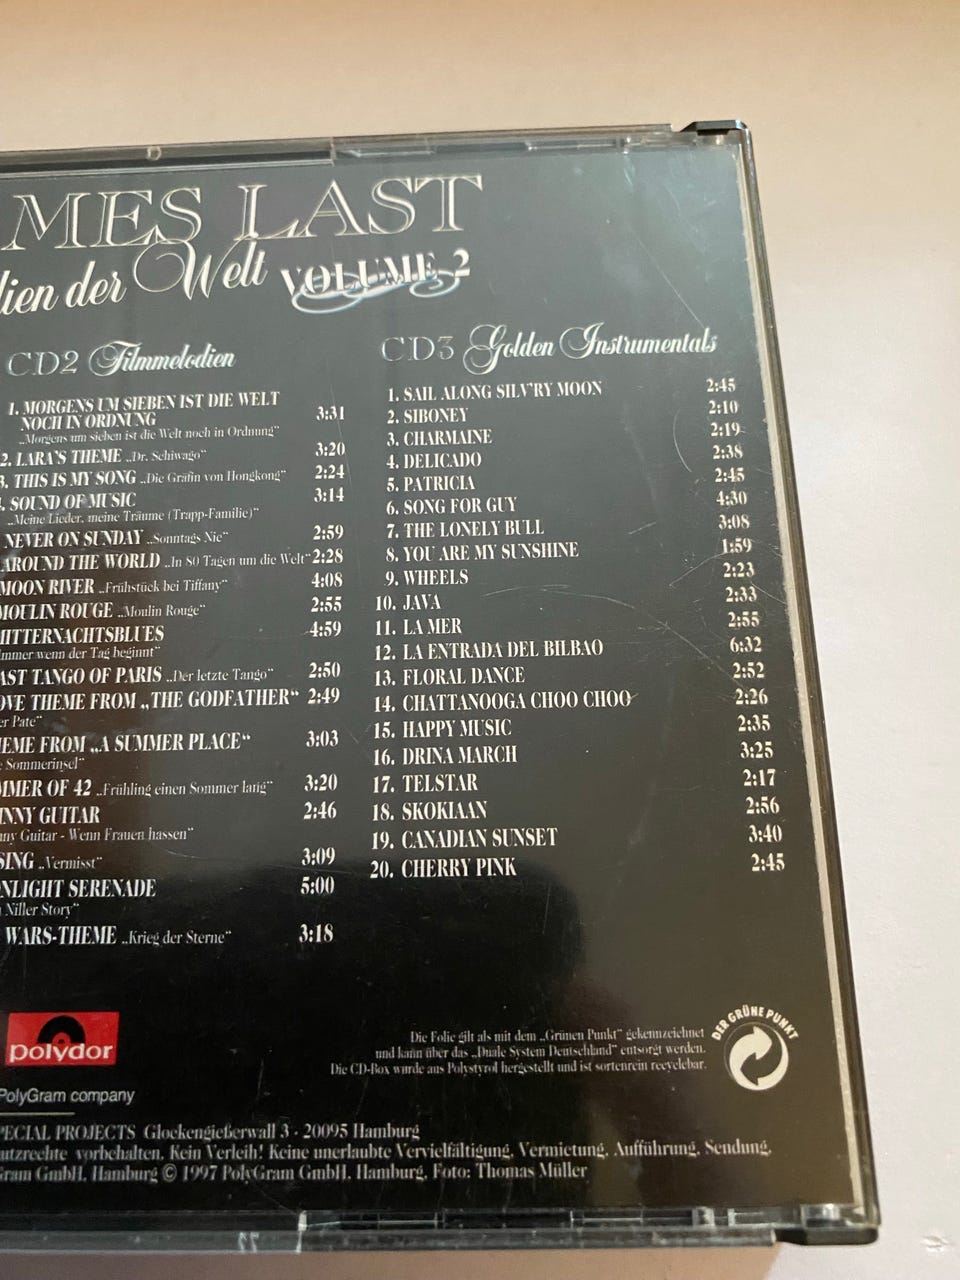 MES LAST
lien der Welt VOLUME 2
CD2 Filmmelodien
1. MORGENS UM SIEBEN IST DIE WELT
NOCH IN ORDNUNG 3:31
„Morgens um sieben ist die Welt noch in Ordnung“
2. LARA'S THEME „Dr. Schiwago“ 3:20
3. THIS IS MY SONG „Die Gräfin von Hongkong“ 2:24
. SOUND OF MUSIC 3:14
„Meine Lieder, meine Träume (Trapp-Familie)“
NEVER ON SUNDAY „Sonntags Nie“ 2:59
AROUND THE WORLD „In 80 Tagen um die Welt“ 2:28
MOON RIVER „Frühstück bei Tiffany“ 4:08
MOULIN ROUGE „Moulin Rouge“ 2:55
MITTERNACHTSBLUES 4:59
Immer wenn der Tag beginnt“
AST TANGO OF PARIS „Der letzte Tango“ 2:50
OVE THEME FROM „THE GODFATHER“ 2:49
er Pate“
HEME FROM „A SUMMER PLACE“ 3:03
Sommerinsel“
MMER OF 42 „Frühling einen Sommer lang“ 3:20
NNY GUITAR 2:46
ny Guitar - Wenn Frauen hassen“
SING „Vermisst“ 3:09
NLIGHT SERENADE 5:00
Niller Story“
WARS-THEME „Krieg der Sterne“ 3:18
CD3 Golden Instrumentals
1. SAIL ALONG SILV'RY MOON 2:45
2. SIBONEY 2:10
3. CHARMAINE 2:19
4. DELICADO 2:38
5. PATRICIA 2:45
6. SONG FOR GUY 4:30
7. THE LONELY BULL 3:08
8. YOU ARE MY SUNSHINE 1:59
9. WHEELS 2:23
10. JAVA 2:33
11. LA MER 2:55
12. LA ENTRADA DEL BILBAO 6:32
13. FLORAL DANCE 2:52
14. CHATTANOOGA CHOO CHOO 2:26
15. HAPPY MUSIC 2:35
16. DRINA MARCH 3:25
17. TELSTAR 2:17
18. SKOKIAAN 2:56
19. CANADIAN SUNSET 3:40
20. CHERRY PINK 2:45
polydor
PolyGram company
Die Folie gilt als mit dem „Grünen Punkt“ gekennzeichnet
und kann über das „Duale System Deutschland“ entsorgt werden.
Die CD-Box wurde aus Polystyrol hergestellt und ist sortenrein recyclebar.
DER GRÜNE PUNKT
PECIAL PROJECTS Glockengießerwall 3 - 20095 Hamburg
utzrechte vorbehalten. Kein Verleih! Keine unerlaubte Vervielfältigung, Vermietung, Aufführung, Sendung.
ram GmbH, Hamburg © 1997 PolyGram GmbH, Hamburg. Foto: Thomas Müller